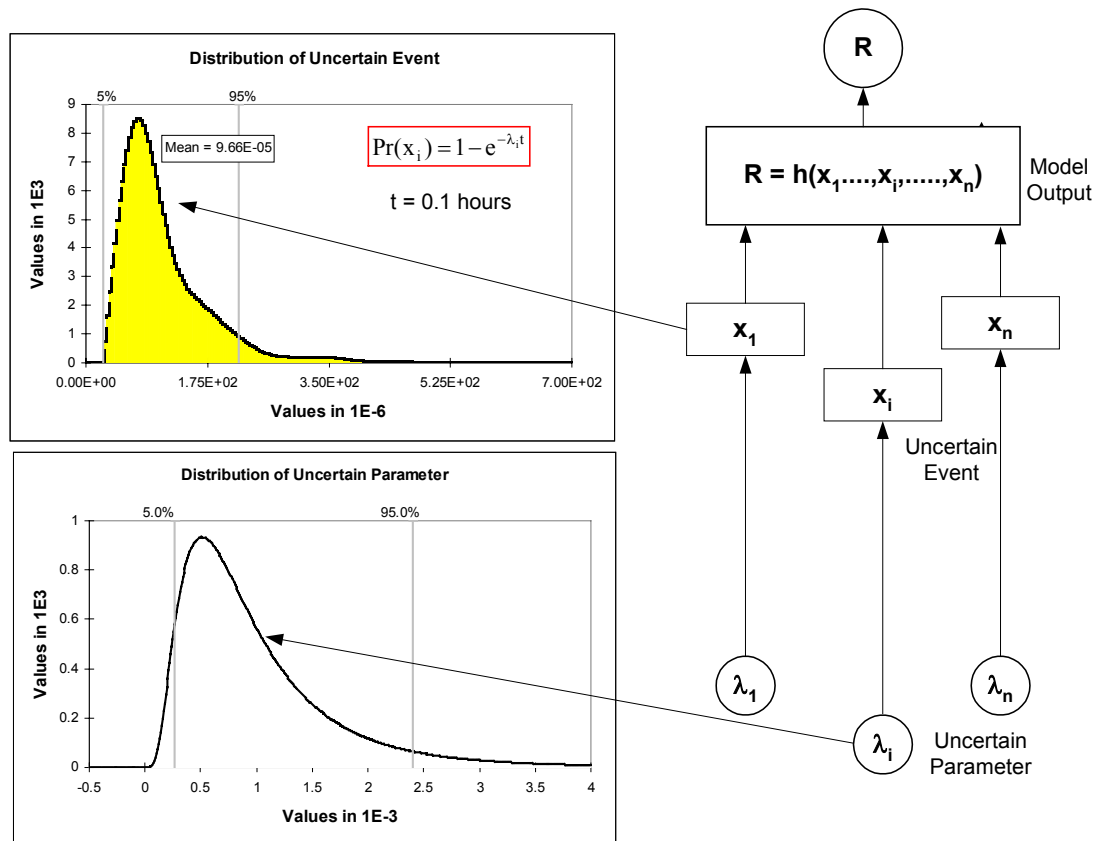 Distribution of Uncertain Event
5% 95%
9
8
7
6
5
4
3
2
1
0
Values in 1E3
Mean = 9.66E-05
Pr(xᵢ) = 1 − e^(−λᵢt)
t = 0.1 hours
0.00E+00 1.75E+02 3.50E+02 5.25E+02 7.00E+02
Values in 1E-6
Distribution of Uncertain Parameter
5.0% 95.0%
1
0.8
0.6
0.4
0.2
0
Values in 1E3
-0.5 0 0.5 1 1.5 2 2.5 3 3.5 4
Values in 1E-3
R
R = h(x₁....,xᵢ,.....,xₙ)
Model
Output
x₁
xₙ
xᵢ
Uncertain
Event
λ₁
λₙ
λᵢ
Uncertain
Parameter